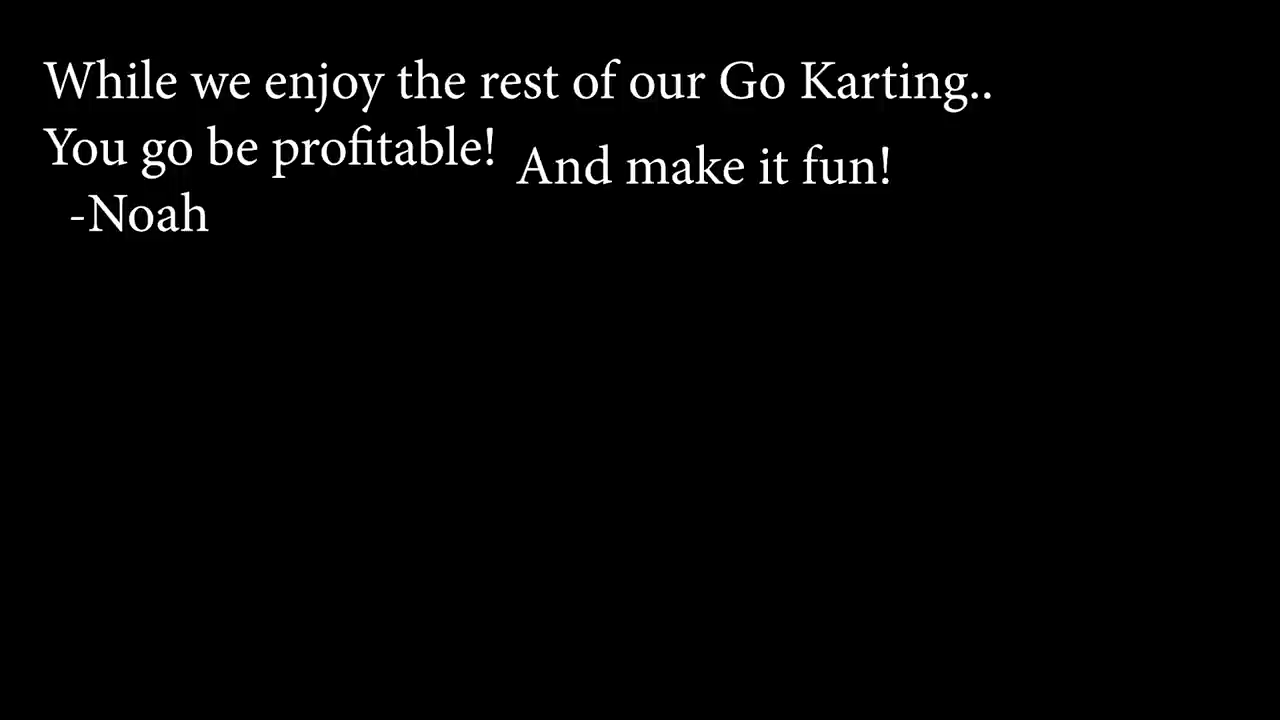 While we enjoy the rest of our Go Karting..
You go be profitable! And make it fun!
-Noah